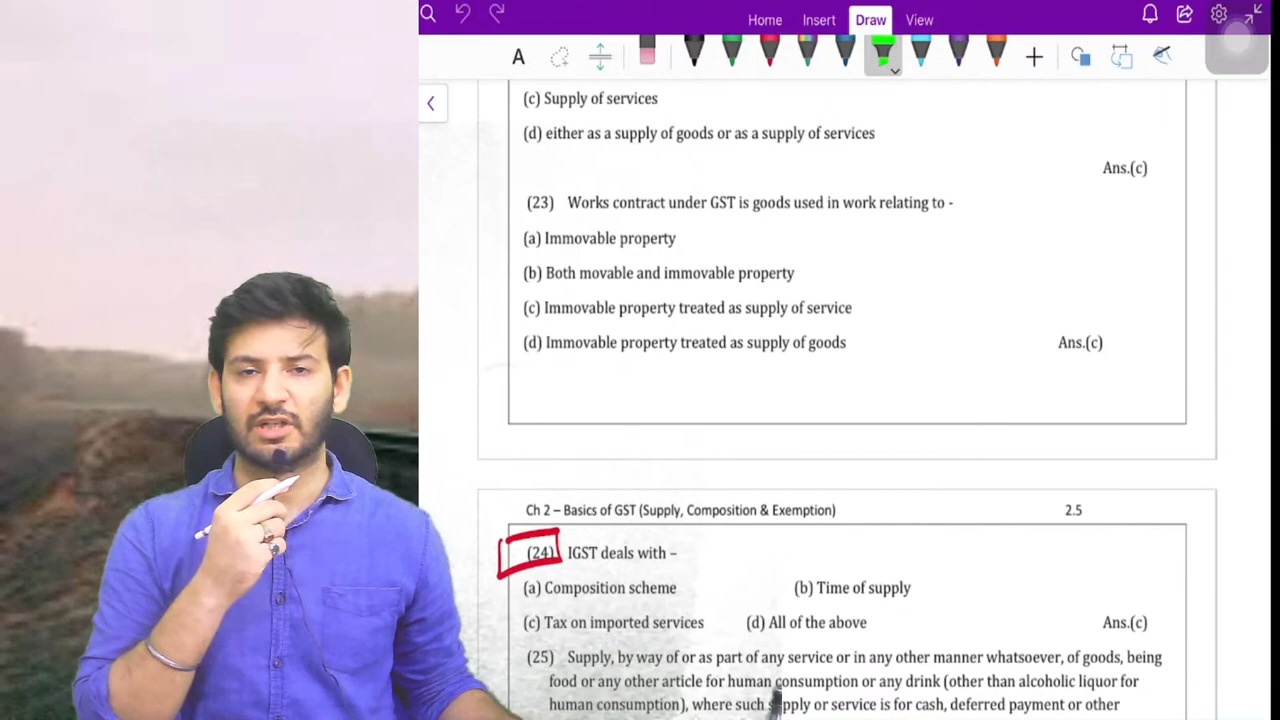 Home Insert Draw View
A
(c) Supply of services
(d) either as a supply of goods or as a supply of services
Ans.(c)
(23) Works contract under GST is goods used in work relating to -
(a) Immovable property
(b) Both movable and immovable property
(c) Immovable property treated as supply of service
(d) Immovable property treated as supply of goods Ans.(c)
Ch 2 – Basics of GST (Supply, Composition & Exemption) 2.5
(24) IGST deals with –
(a) Composition scheme (b) Time of supply
(c) Tax on imported services (d) All of the above Ans.(c)
(25) Supply, by way of or as part of any service or in any other manner whatsoever, of goods, being
food or any other article for human consumption or any drink (other than alcoholic liquor for
human consumption), where such supply or service is for cash, deferred payment or other